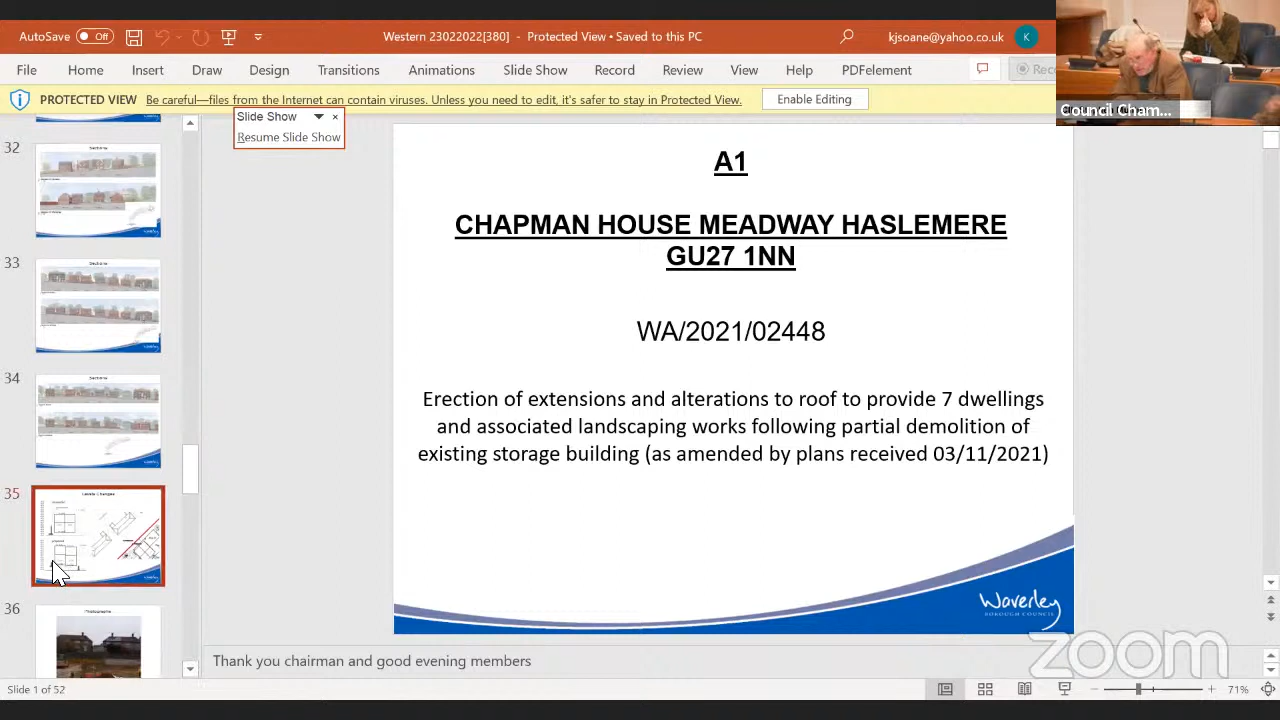 AutoSave Off
Western 23022022[380] - Protected View • Saved to this PC
kjsoane@yahoo.co.uk K
File Home Insert Draw Design Transitions Animations Slide Show Record Review View Help PDFelement
PROTECTED VIEW Be careful—files from the Internet can contain viruses. Unless you need to edit, it's safer to stay in Protected View. Enable Editing
Council Cham...
Slide Show
Resume Slide Show
32
33
34
35
Levels Changes
36
Photographs
A1
CHAPMAN HOUSE MEADWAY HASLEMERE
GU27 1NN
WA/2021/02448
Erection of extensions and alterations to roof to provide 7 dwellings
and associated landscaping works following partial demolition of
existing storage building (as amended by plans received 03/11/2021)
Waverley
BOROUGH COUNCIL
zoom
Thank you chairman and good evening members
Slide 1 of 52
71%